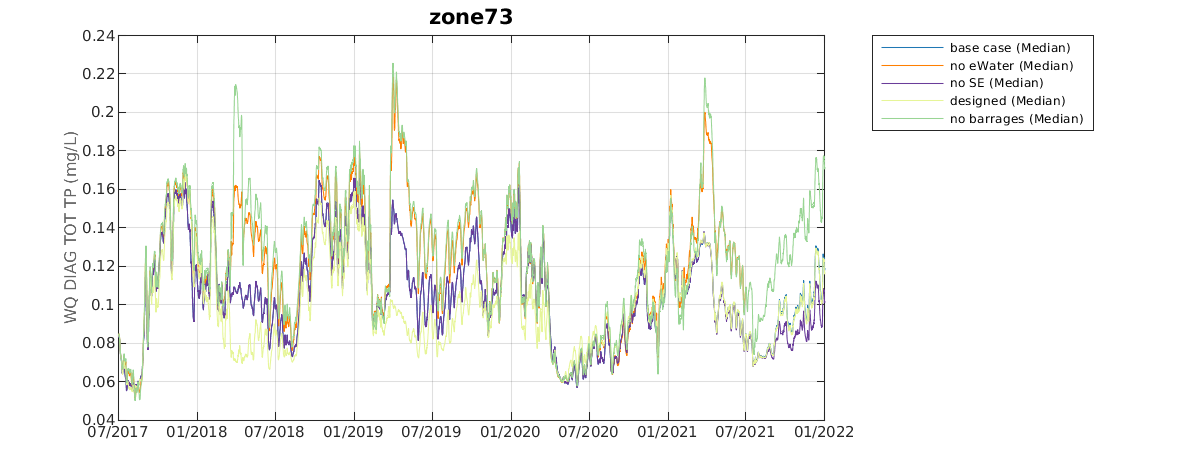 zone73
WQ DIAG TOT TP (mg/L)
0.24
0.22
0.2
0.18
0.16
0.14
0.12
0.1
0.08
0.06
0.04
07/2017 01/2018 07/2018 01/2019 07/2019 01/2020 07/2020 01/2021 07/2021 01/2022
base case (Median)
no eWater (Median)
no SE (Median)
designed (Median)
no barrages (Median)